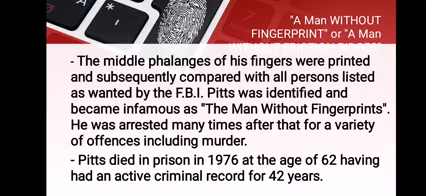 "A Man WITHOUT
FINGERPRINT" or "A Man
WITHOUT FRICTION RIDGES"
- The middle phalanges of his fingers were printed
and subsequently compared with all persons listed
as wanted by the F.B.I. Pitts was identified and
became infamous as "The Man Without Fingerprints".
He was arrested many times after that for a variety
of offences including murder.
- Pitts died in prison in 1976 at the age of 62 having
had an active criminal record for 42 years.